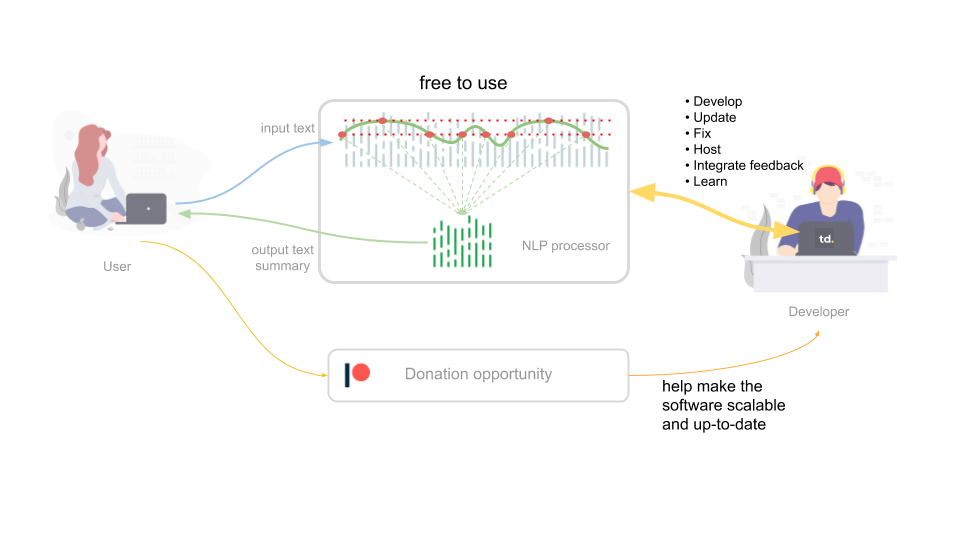 free to use
input text
• Develop
• Update
• Fix
• Host
• Integrate feedback
• Learn
td.
NLP processor
output text
summary
User
Developer
Donation opportunity
help make the
software scalable
and up-to-date